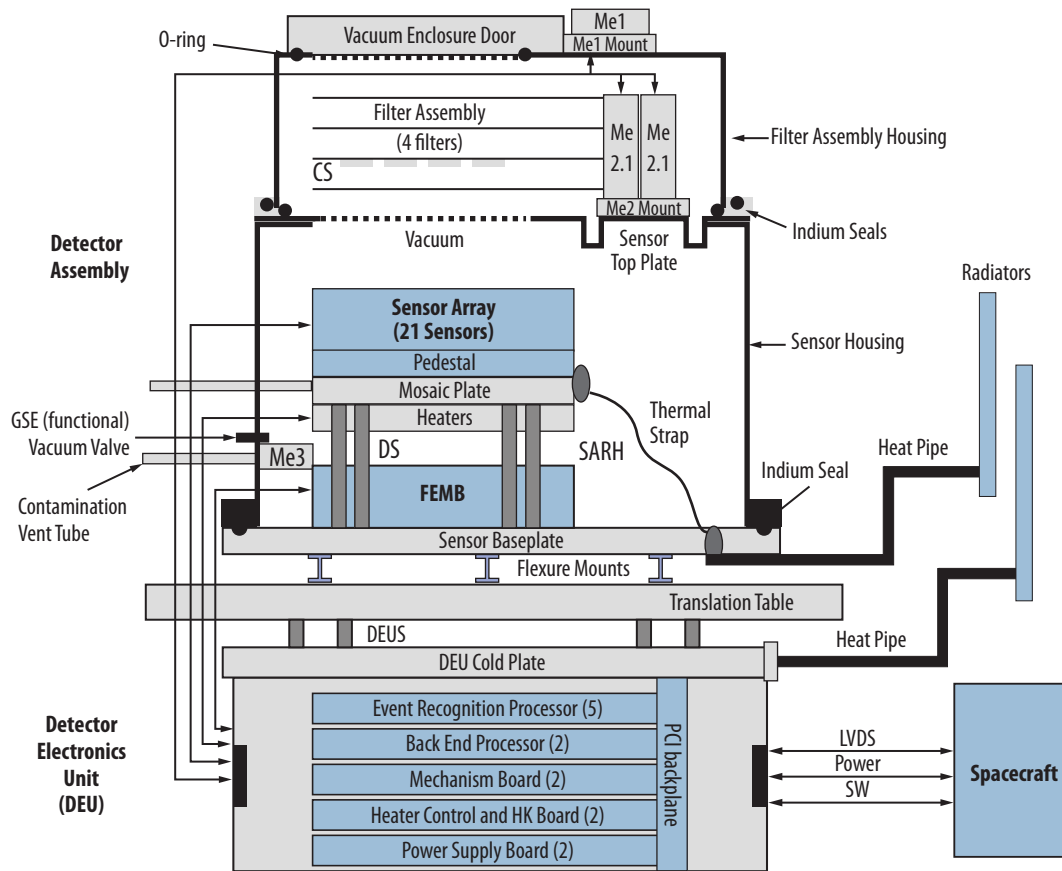 Me1
Vacuum Enclosure Door
Me1 Mount
O-ring
Filter Assembly
(4 filters)
CS
Me
2.1
Me
2.1
Me2 Mount
Filter Assembly Housing
Indium Seals
Vacuum
Sensor
Top Plate
Detector
Assembly
Radiators
Sensor Array
(21 Sensors)
Pedestal
Mosaic Plate
Heaters
Sensor Housing
Thermal
Strap
GSE (functional)
Vacuum Valve
Me3
DS
SARH
Heat Pipe
FEMB
Indium Seal
Contamination
Vent Tube
Sensor Baseplate
Flexure Mounts
Translation Table
DEUS
Heat Pipe
DEU Cold Plate
Detector
Electronics
Unit
(DEU)
Event Recognition Processor (5)
Back End Processor (2)
Mechanism Board (2)
Heater Control and HK Board (2)
Power Supply Board (2)
PCI backplane
LVDS
Power
SW
Spacecraft